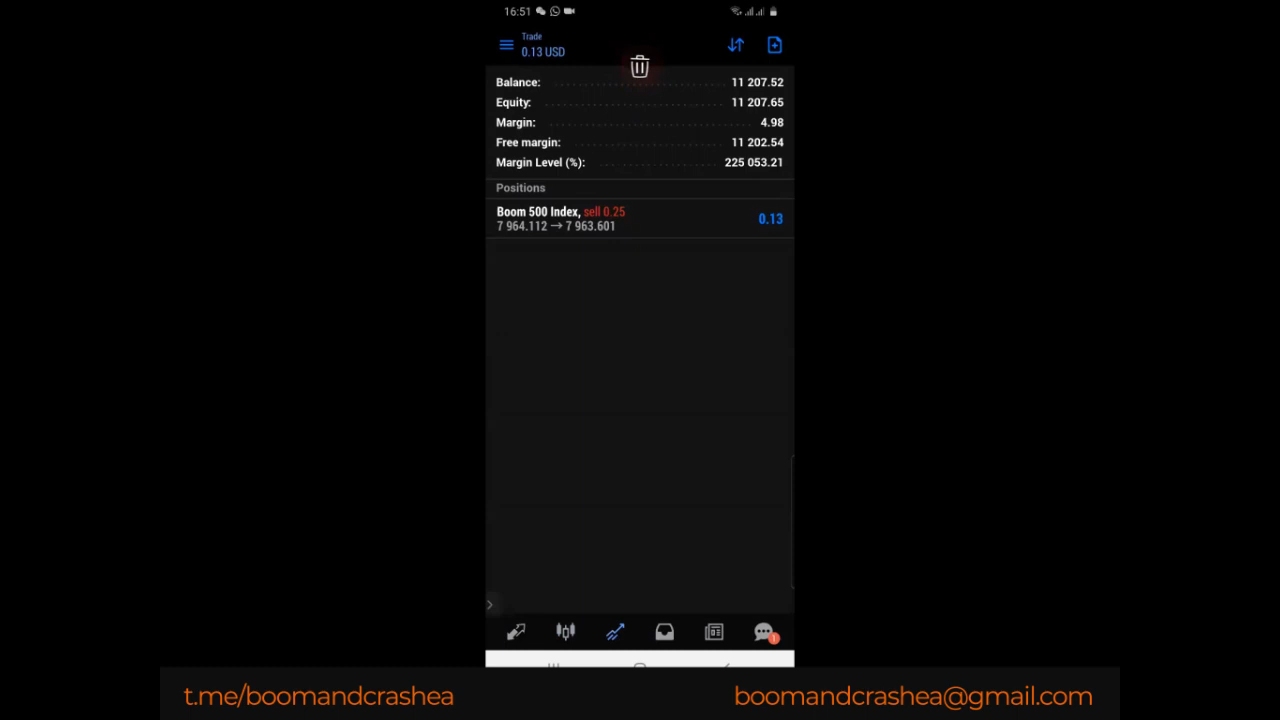 16:51
Trade
0.13 USD
Balance: 11 207.52
Equity: 11 207.65
Margin: 4.98
Free margin: 11 202.54
Margin Level (%): 225 053.21
Positions
Boom 500 Index, sell 0.25 0.13
7 964.112 → 7 963.601
1
t.me/boomandcrashea boomandcrashea@gmail.com